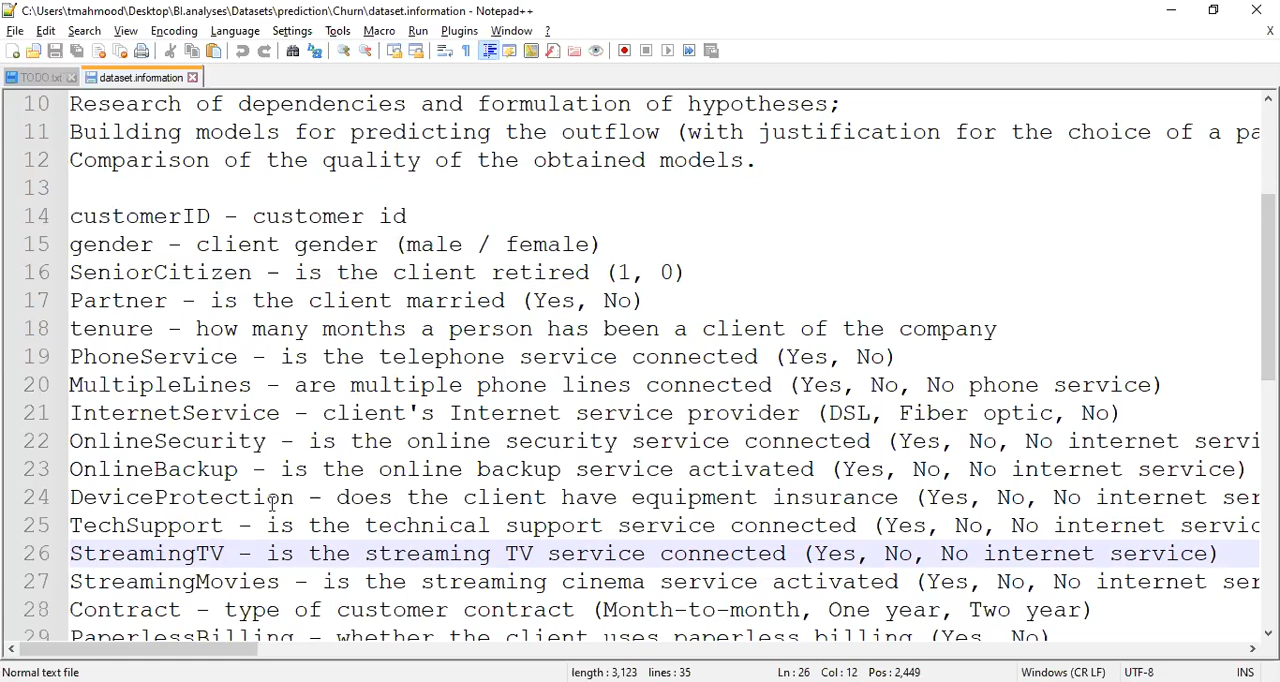 C:\Users\tmahmood\Desktop\BI.analyses\Datasets\prediction\Churn\dataset.information - Notepad++
File Edit Search View Encoding Language Settings Tools Macro Run Plugins Window ? X
TODO.txt dataset.information
10 Research of dependencies and formulation of hypotheses;
11 Building models for predicting the outflow (with justification for the choice of a pa
12 Comparison of the quality of the obtained models.
13
14 customerID - customer id
15 gender - client gender (male / female)
16 SeniorCitizen - is the client retired (1, 0)
17 Partner - is the client married (Yes, No)
18 tenure - how many months a person has been a client of the company
19 PhoneService - is the telephone service connected (Yes, No)
20 MultipleLines - are multiple phone lines connected (Yes, No, No phone service)
21 InternetService - client's Internet service provider (DSL, Fiber optic, No)
22 OnlineSecurity - is the online security service connected (Yes, No, No internet servi
23 OnlineBackup - is the online backup service activated (Yes, No, No internet service)
24 DeviceProtection - does the client have equipment insurance (Yes, No, No internet ser
25 TechSupport - is the technical support service connected (Yes, No, No internet servic
26 StreamingTV - is the streaming TV service connected (Yes, No, No internet service)
27 StreamingMovies - is the streaming cinema service activated (Yes, No, No internet ser
28 Contract - type of customer contract (Month-to-month, One year, Two year)
29 PaperlessBilling - whether the client uses paperless billing (Yes, No)
Normal text file length : 3,123 lines : 35 Ln : 26 Col : 12 Pos : 2,449 Windows (CR LF) UTF-8 INS